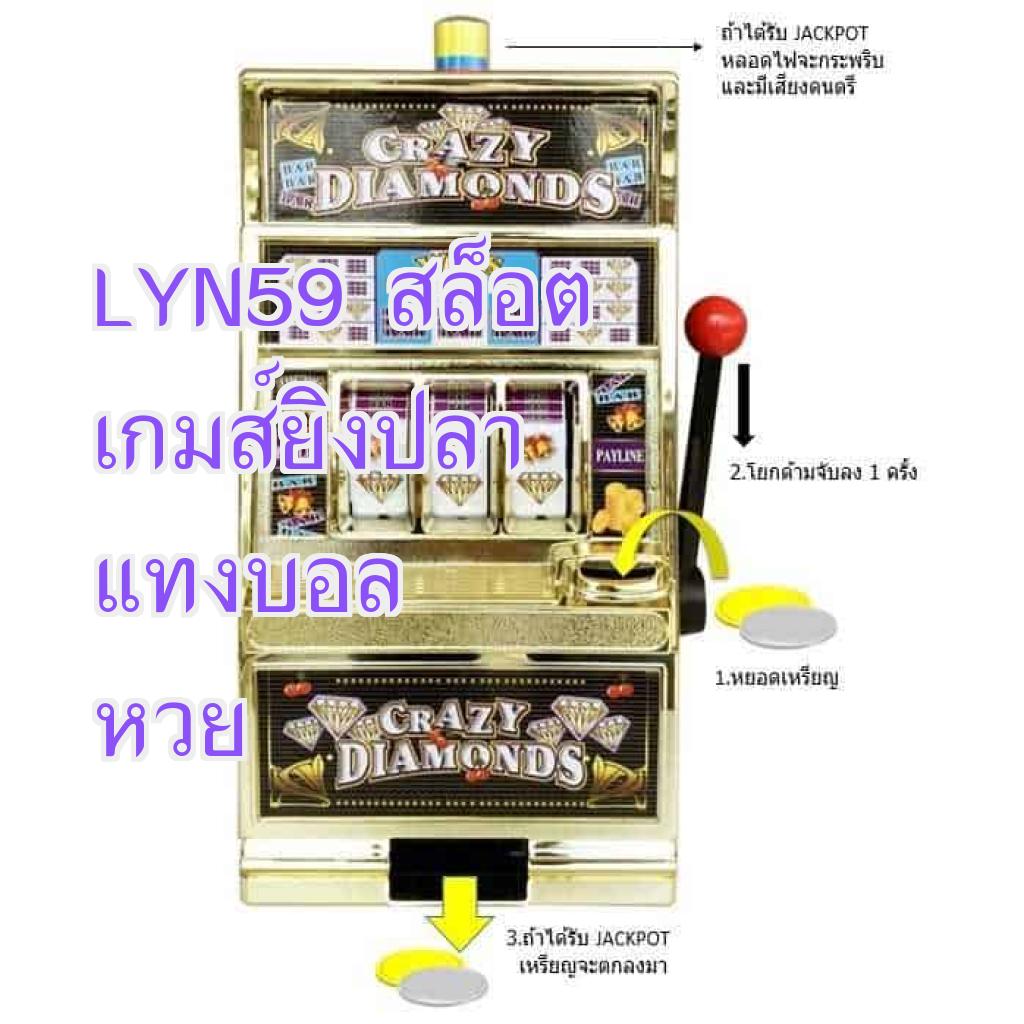 ถ้าได้รับ JACKPOT
หลอดไฟจะกระพริบ
และมีเสียงดนตรี
CRAZY
DIAMONDS
LYN59 สล็อต
เกมส์ยิงปลา
แทงบอล
หวย
PAYLINE
2.โยกด้ามจับลง 1 ครั้ง
1.หยอดเหรียญ
CRAZY
DIAMONDS
3.ถ้าได้รับ JACKPOT
เหรียญจะตกลงมา